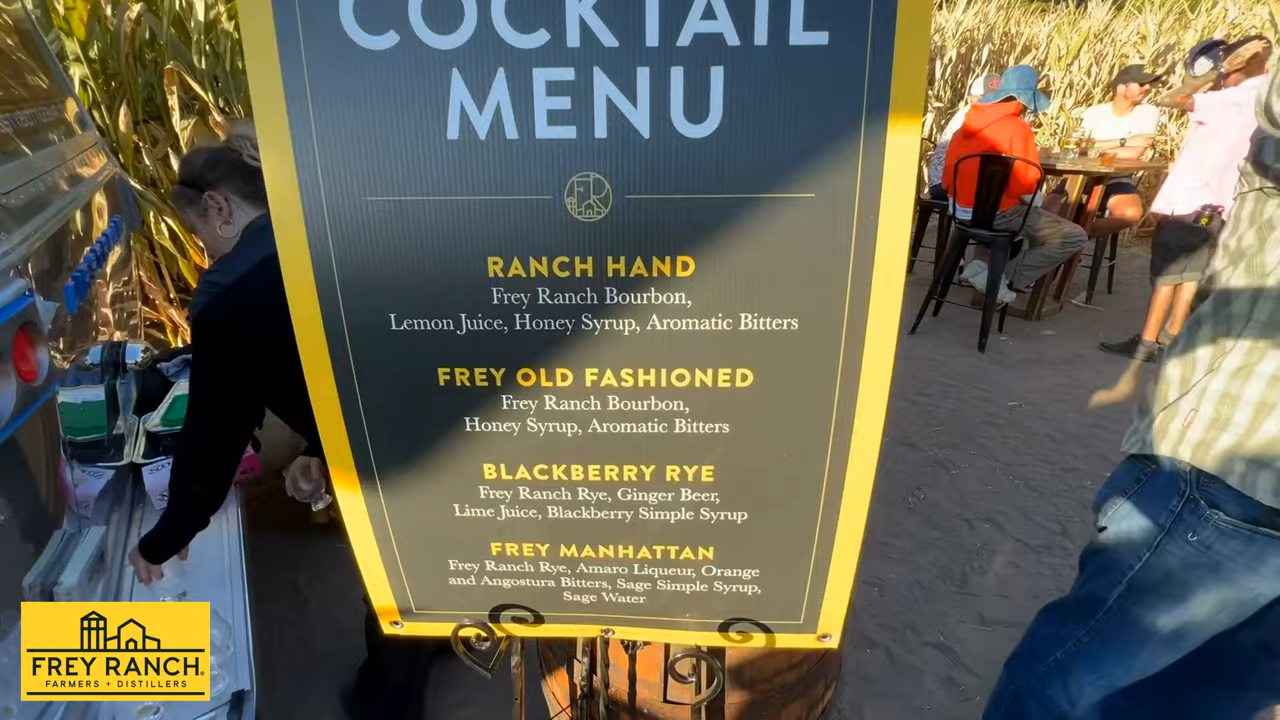 COCKTAIL
MENU
RANCH HAND
Frey Ranch Bourbon,
Lemon Juice, Honey Syrup, Aromatic Bitters
FREY OLD FASHIONED
Frey Ranch Bourbon,
Honey Syrup, Aromatic Bitters
BLACKBERRY RYE
Frey Ranch Rye, Ginger Beer,
Lime Juice, Blackberry Simple Syrup
FREY MANHATTAN
Frey Ranch Rye, Amaro Liqueur, Orange
and Angostura Bitters, Sage Simple Syrup,
Sage Water
FREY RANCH®
FARMERS + DISTILLERS